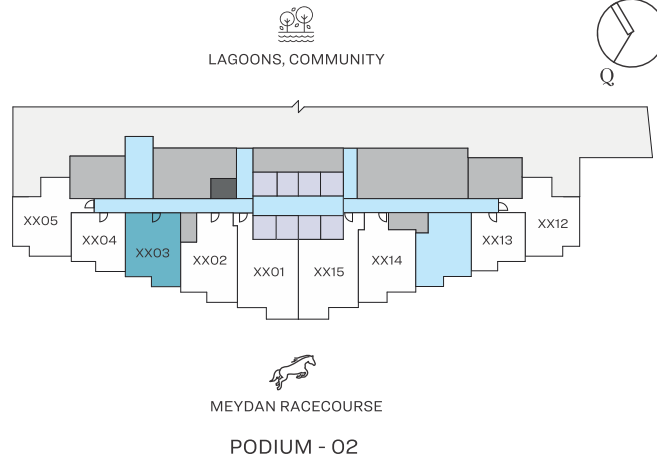 LAGOONS, COMMUNITY
Q
XX05
XX04
XX03
XX02
XX01
XX15
XX14
XX13
XX12
MEYDAN RACECOURSE
PODIUM - 02